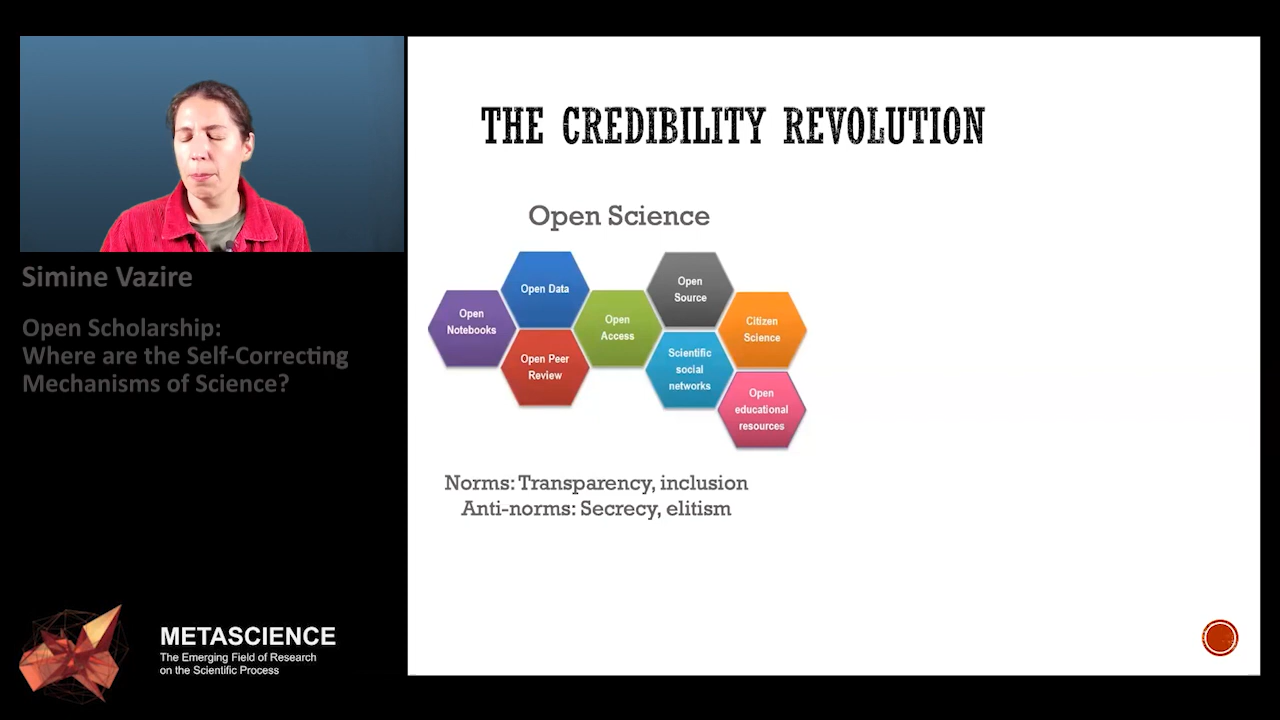 THE CREDIBILITY REVOLUTION
Simine Vazire
Open Scholarship:
Where are the Self-Correcting
Mechanisms of Science?
Open Science
Open
Notebooks
Open Data
Open Peer
Review
Open
Access
Open
Source
Scientific
social
networks
Citizen
Science
Open
educational
resources
Norms: Transparency, inclusion
Anti-norms: Secrecy, elitism
METASCIENCE
The Emerging Field of Research
on the Scientific Process